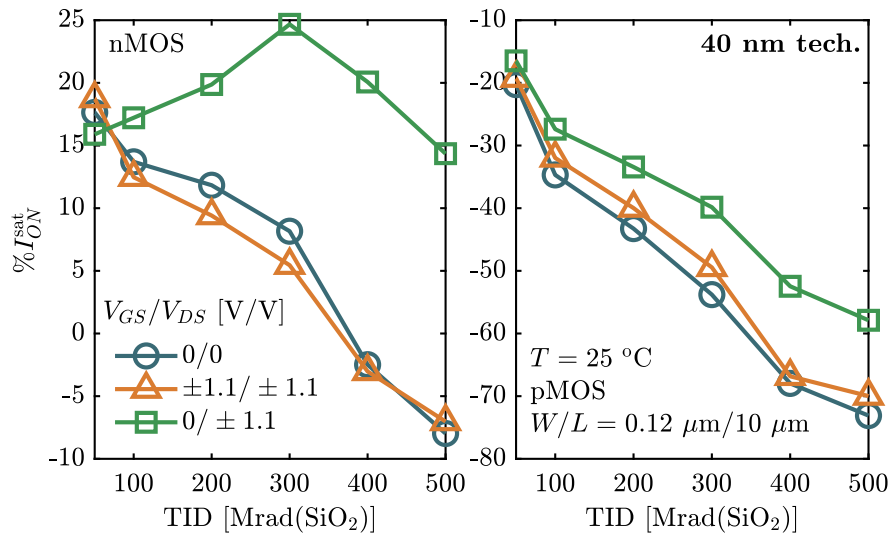 %I_ON^sat
25
20
15
10
5
0
-5
-10
nMOS
V_GS/V_DS [V/V]
0/0
±1.1/ ± 1.1
0/ ± 1.1
100 200 300 400 500
TID [Mrad(SiO₂)]
-10
-20
-30
-40
-50
-60
-70
-80
40 nm tech.
T = 25 °C
pMOS
W/L = 0.12 μm/10 μm
100 200 300 400 500
TID [Mrad(SiO₂)]